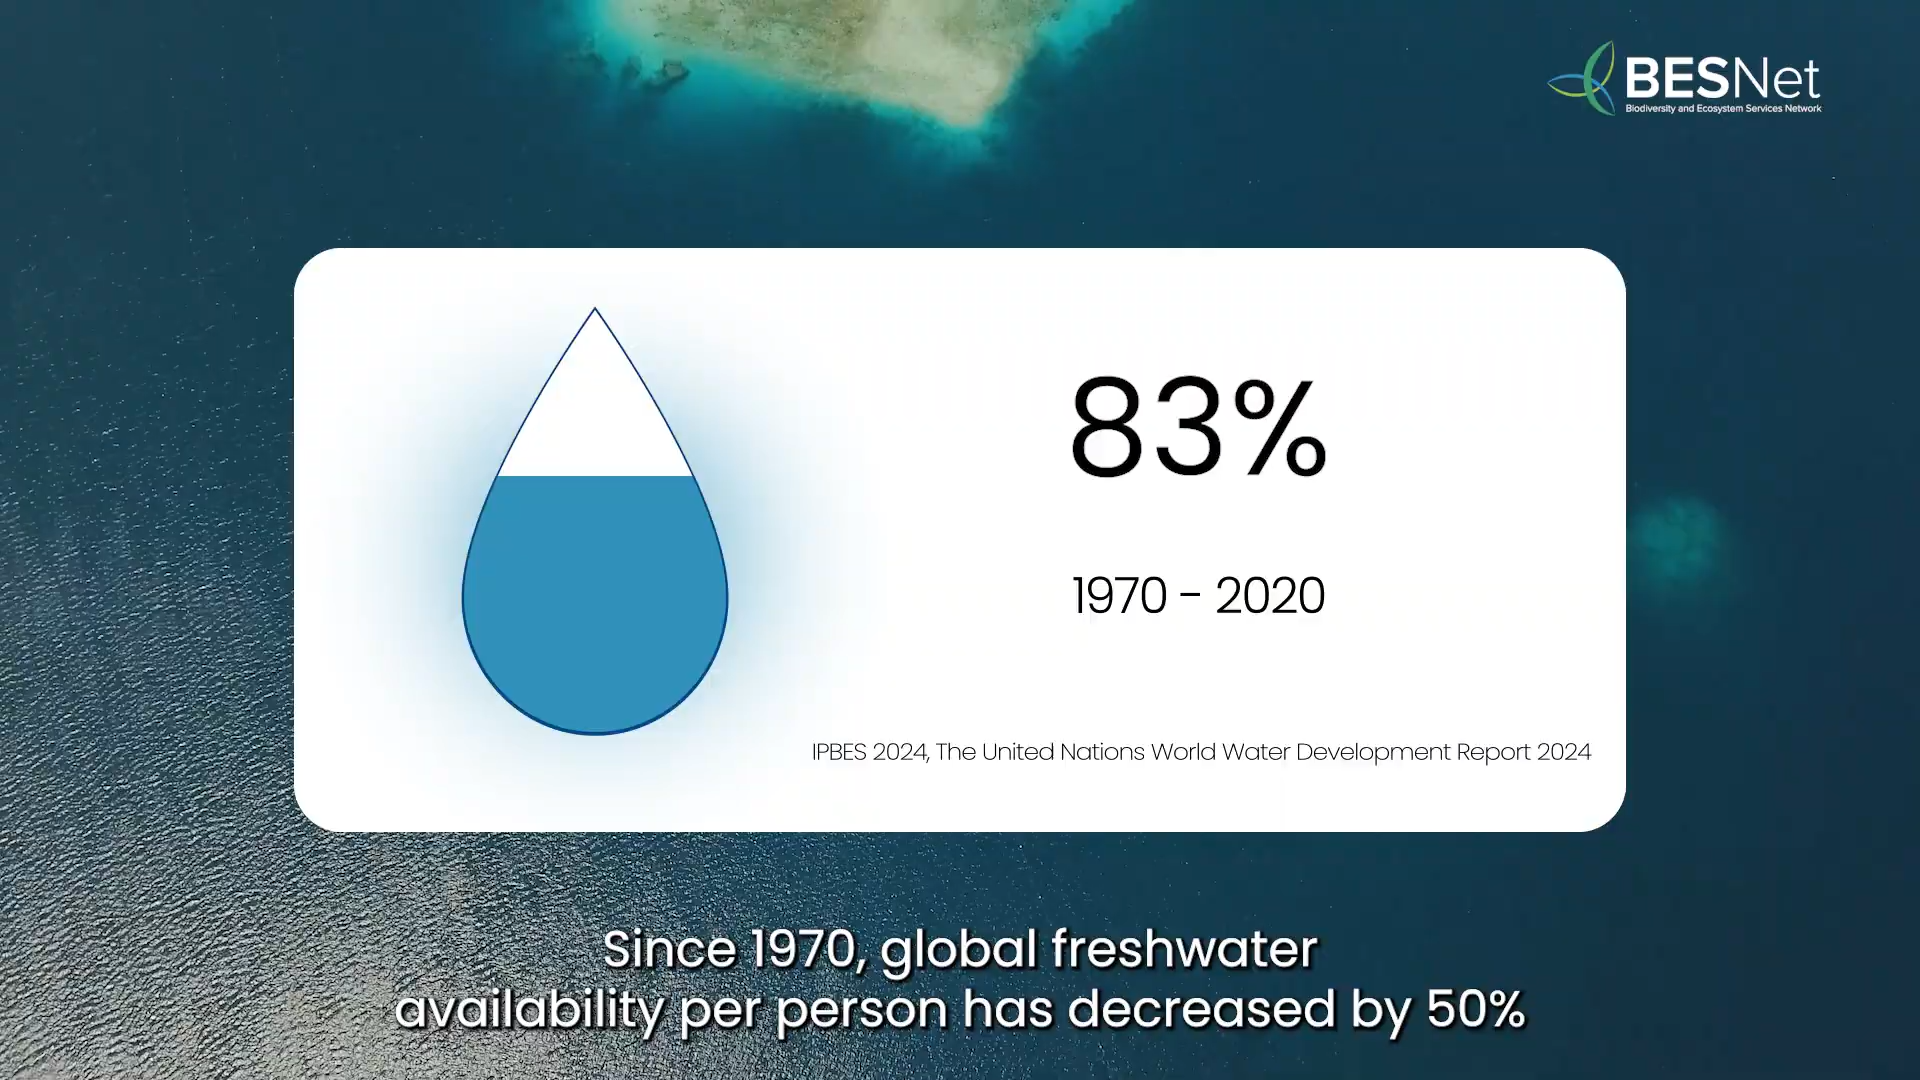 BESNet
Biodiversity and Ecosystem Services Network
83%
1970 - 2020
IPBES 2024, The United Nations World Water Development Report 2024
Since 1970, global freshwater
availability per person has decreased by 50%